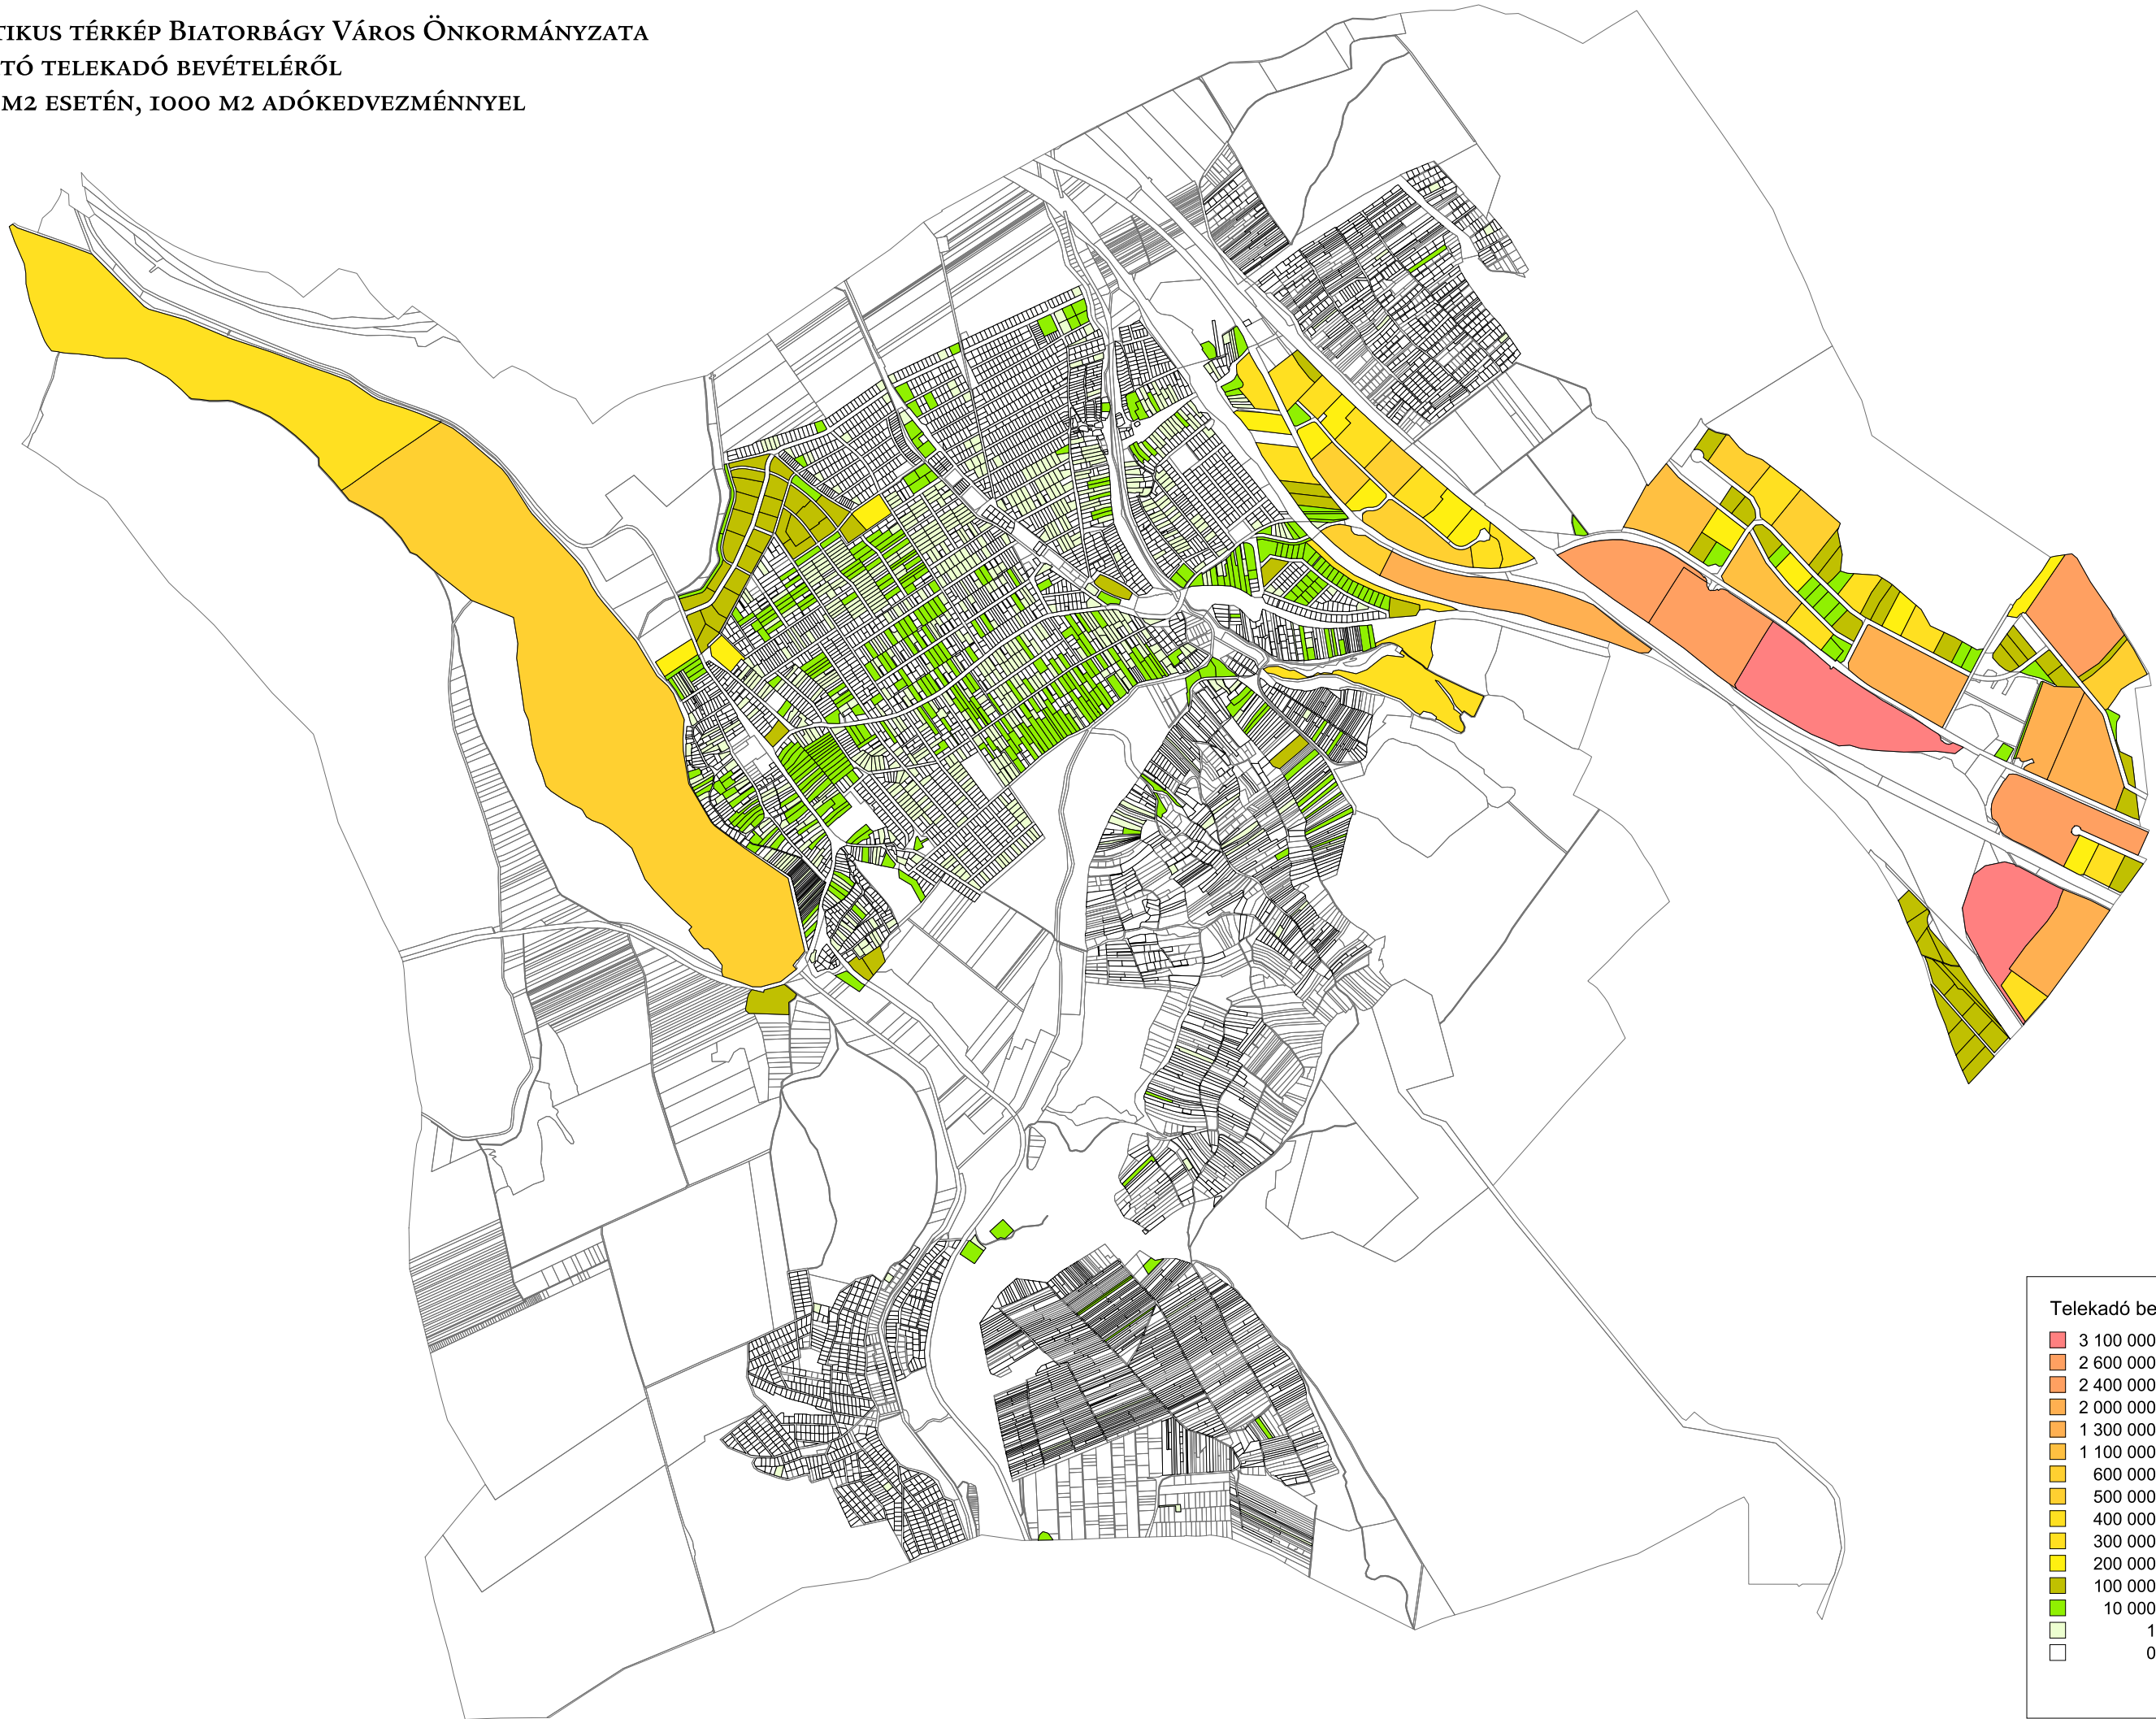 TIKUS TÉRKÉP BIATORBÁGY VÁROS ÖNKORMÁNYZATA
TÓ TELEKADÓ BEVÉTELÉRŐL
M2 ESETÉN, 1000 M2 ADÓKEDVEZMÉNNYEL
Telekadó be
3 100 000
2 600 000
2 400 000
2 000 000
1 300 000
1 100 000
600 000
500 000
400 000
300 000
200 000
100 000
10 000
1
0